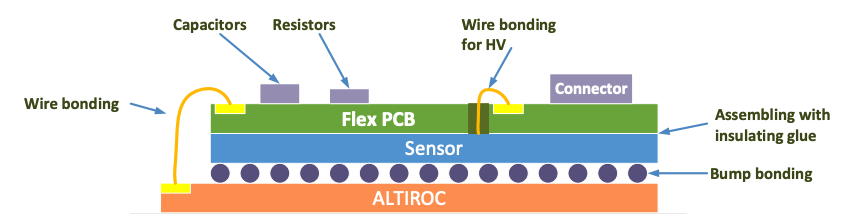 Capacitors
Resistors
Wire bonding
for HV
Connector
Wire bonding
Flex PCB
Assembling with
insulating glue
Sensor
Bump bonding
ALTIROC